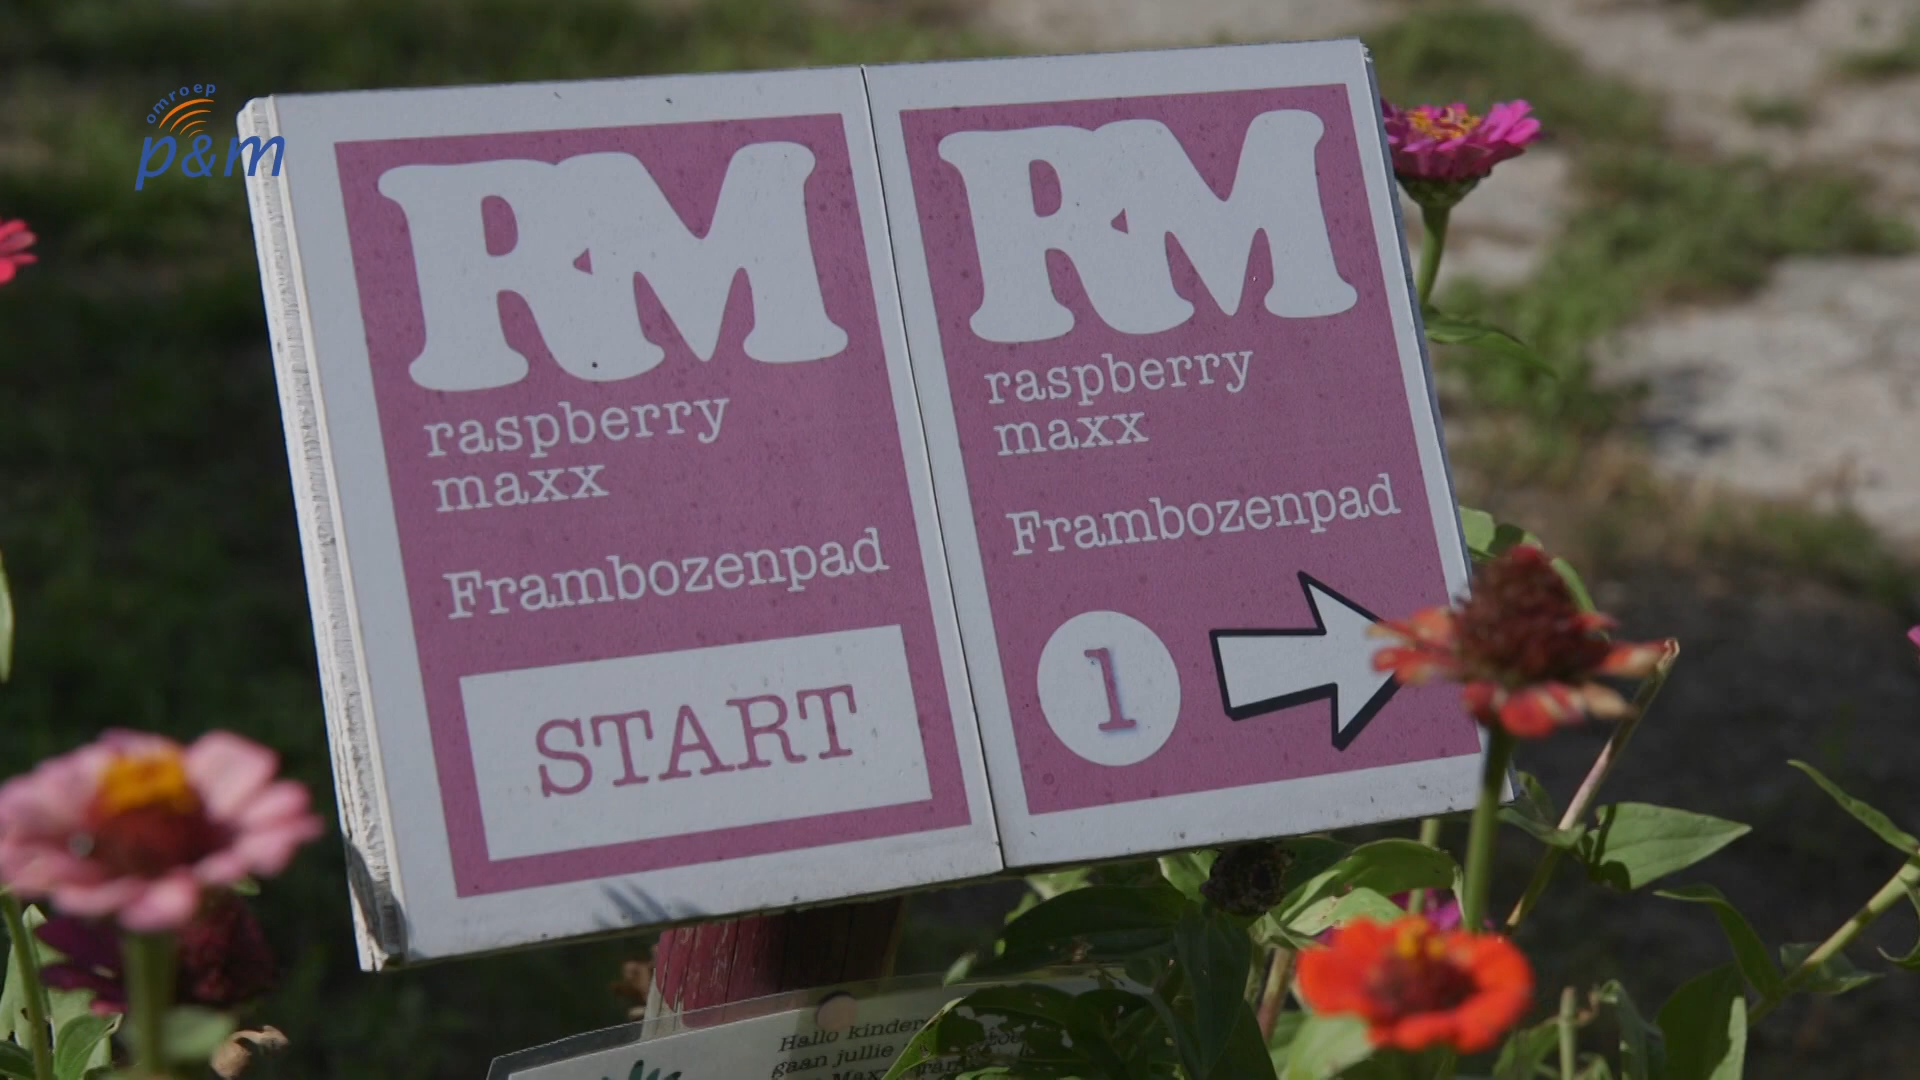 omroep
p&m
RM
raspberry
maxx
Frambozenpad
START
RM
raspberry
maxx
Frambozenpad
1
Hallo kinder
gaan jullie